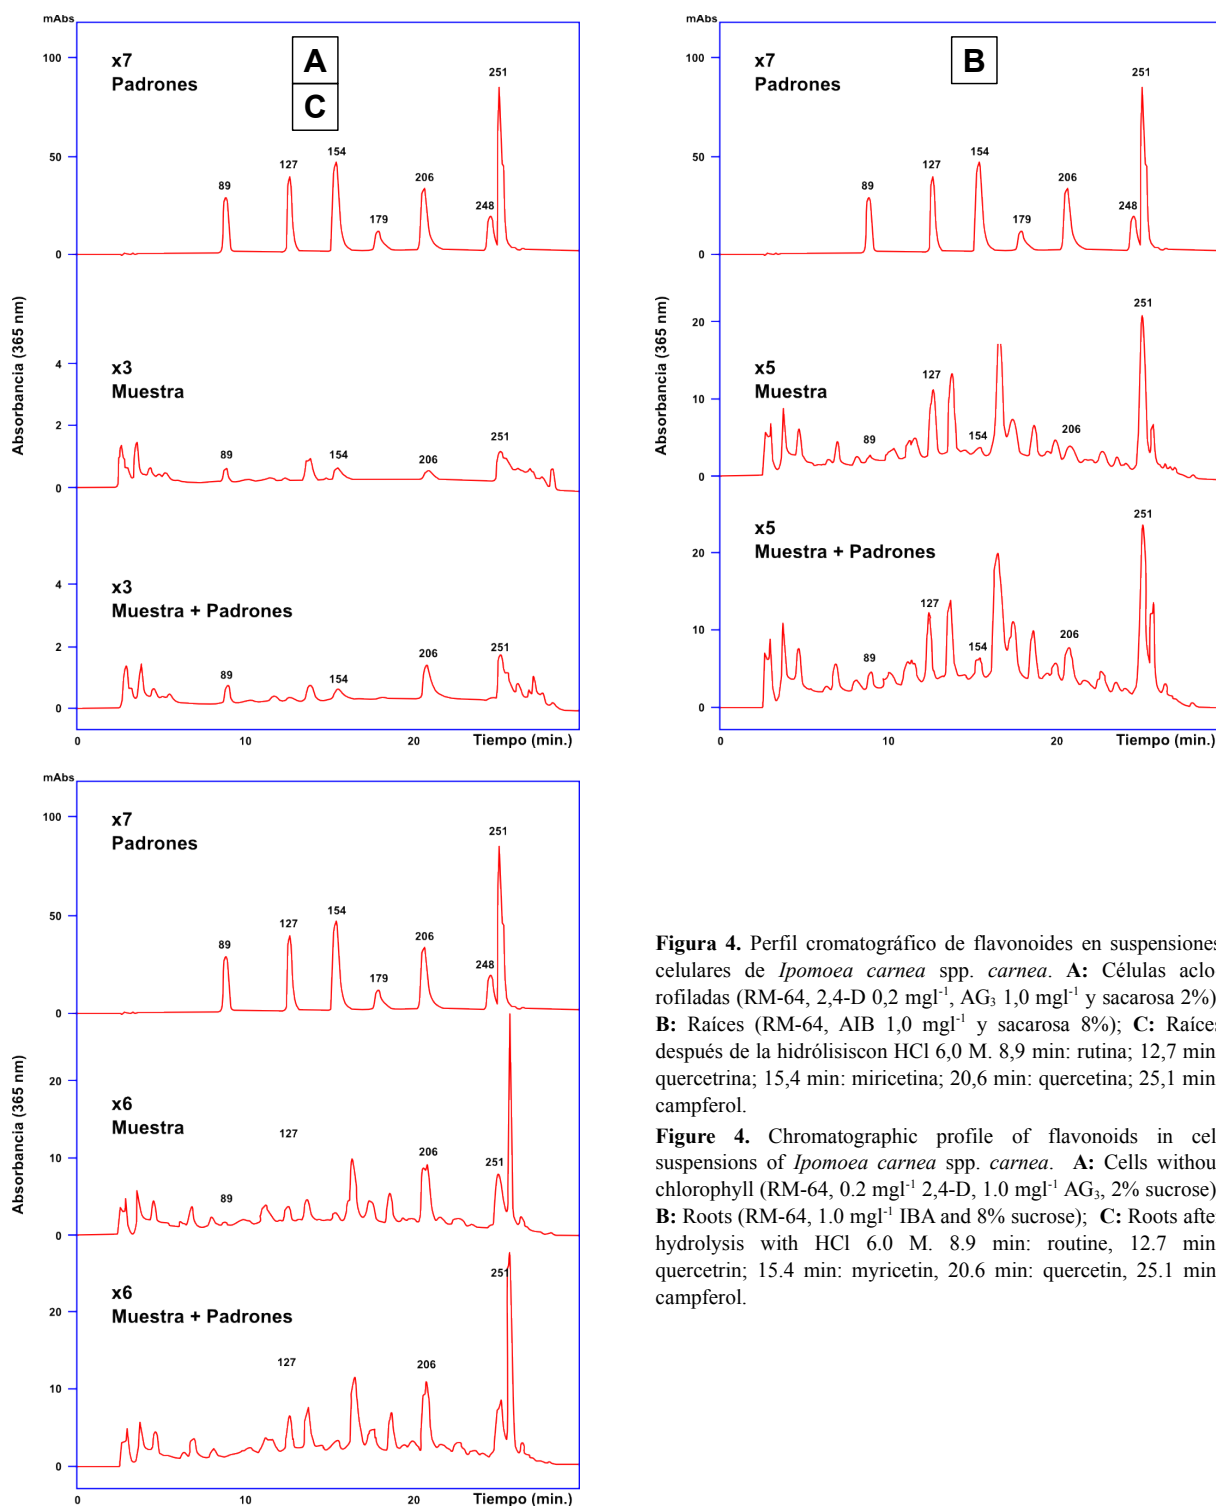 mAbs
x7
Padrones
A
C
100
50
0
89
127
154
179
206
248
251
Absorbancia (365 nm)
x3
Muestra
4
2
0
89
154
206
251
x3
Muestra + Padrones
4
2
0
89
154
206
251
0
10
20
Tiempo (min.)
mAbs
x7
Padrones
B
100
50
0
89
127
154
179
206
248
251
Absorbancia (365 nm)
x5
Muestra
20
10
0
89
127
154
206
251
x5
Muestra + Padrones
20
10
0
89
127
154
206
251
0
10
20
Tiempo (min.)
mAbs
x7
Padrones
100
50
0
89
127
154
179
206
248
251
Absorbancia (365 nm)
x6
Muestra
20
10
0
89
127
206
251
x6
Muestra + Padrones
20
10
0
127
206
251
0
10
20
Tiempo (min.)
Figura 4. Perfil cromatográfico de flavonoides en suspensiones
celulares de Ipomoea carnea spp. carnea. A: Células aclo
rofiladas (RM-64, 2,4-D 0,2 mgl⁻¹, AG₃ 1,0 mgl⁻¹ y sacarosa 2%)
B: Raíces (RM-64, AIB 1,0 mgl⁻¹ y sacarosa 8%); C: Raíces
después de la hidrólisiscon HCl 6,0 M. 8,9 min: rutina; 12,7 min
quercetrina; 15,4 min: miricetina; 20,6 min: quercetina; 25,1 min
campferol.
Figure 4. Chromatographic profile of flavonoids in cel
suspensions of Ipomoea carnea spp. carnea. A: Cells withou
chlorophyll (RM-64, 0.2 mgl⁻¹ 2,4-D, 1.0 mgl⁻¹ AG₃, 2% sucrose)
B: Roots (RM-64, 1.0 mgl⁻¹ IBA and 8% sucrose); C: Roots afte
hydrolysis with HCl 6.0 M. 8.9 min: routine, 12.7 min
quercetrin; 15.4 min: myricetin, 20.6 min: quercetin, 25.1 min
campferol.